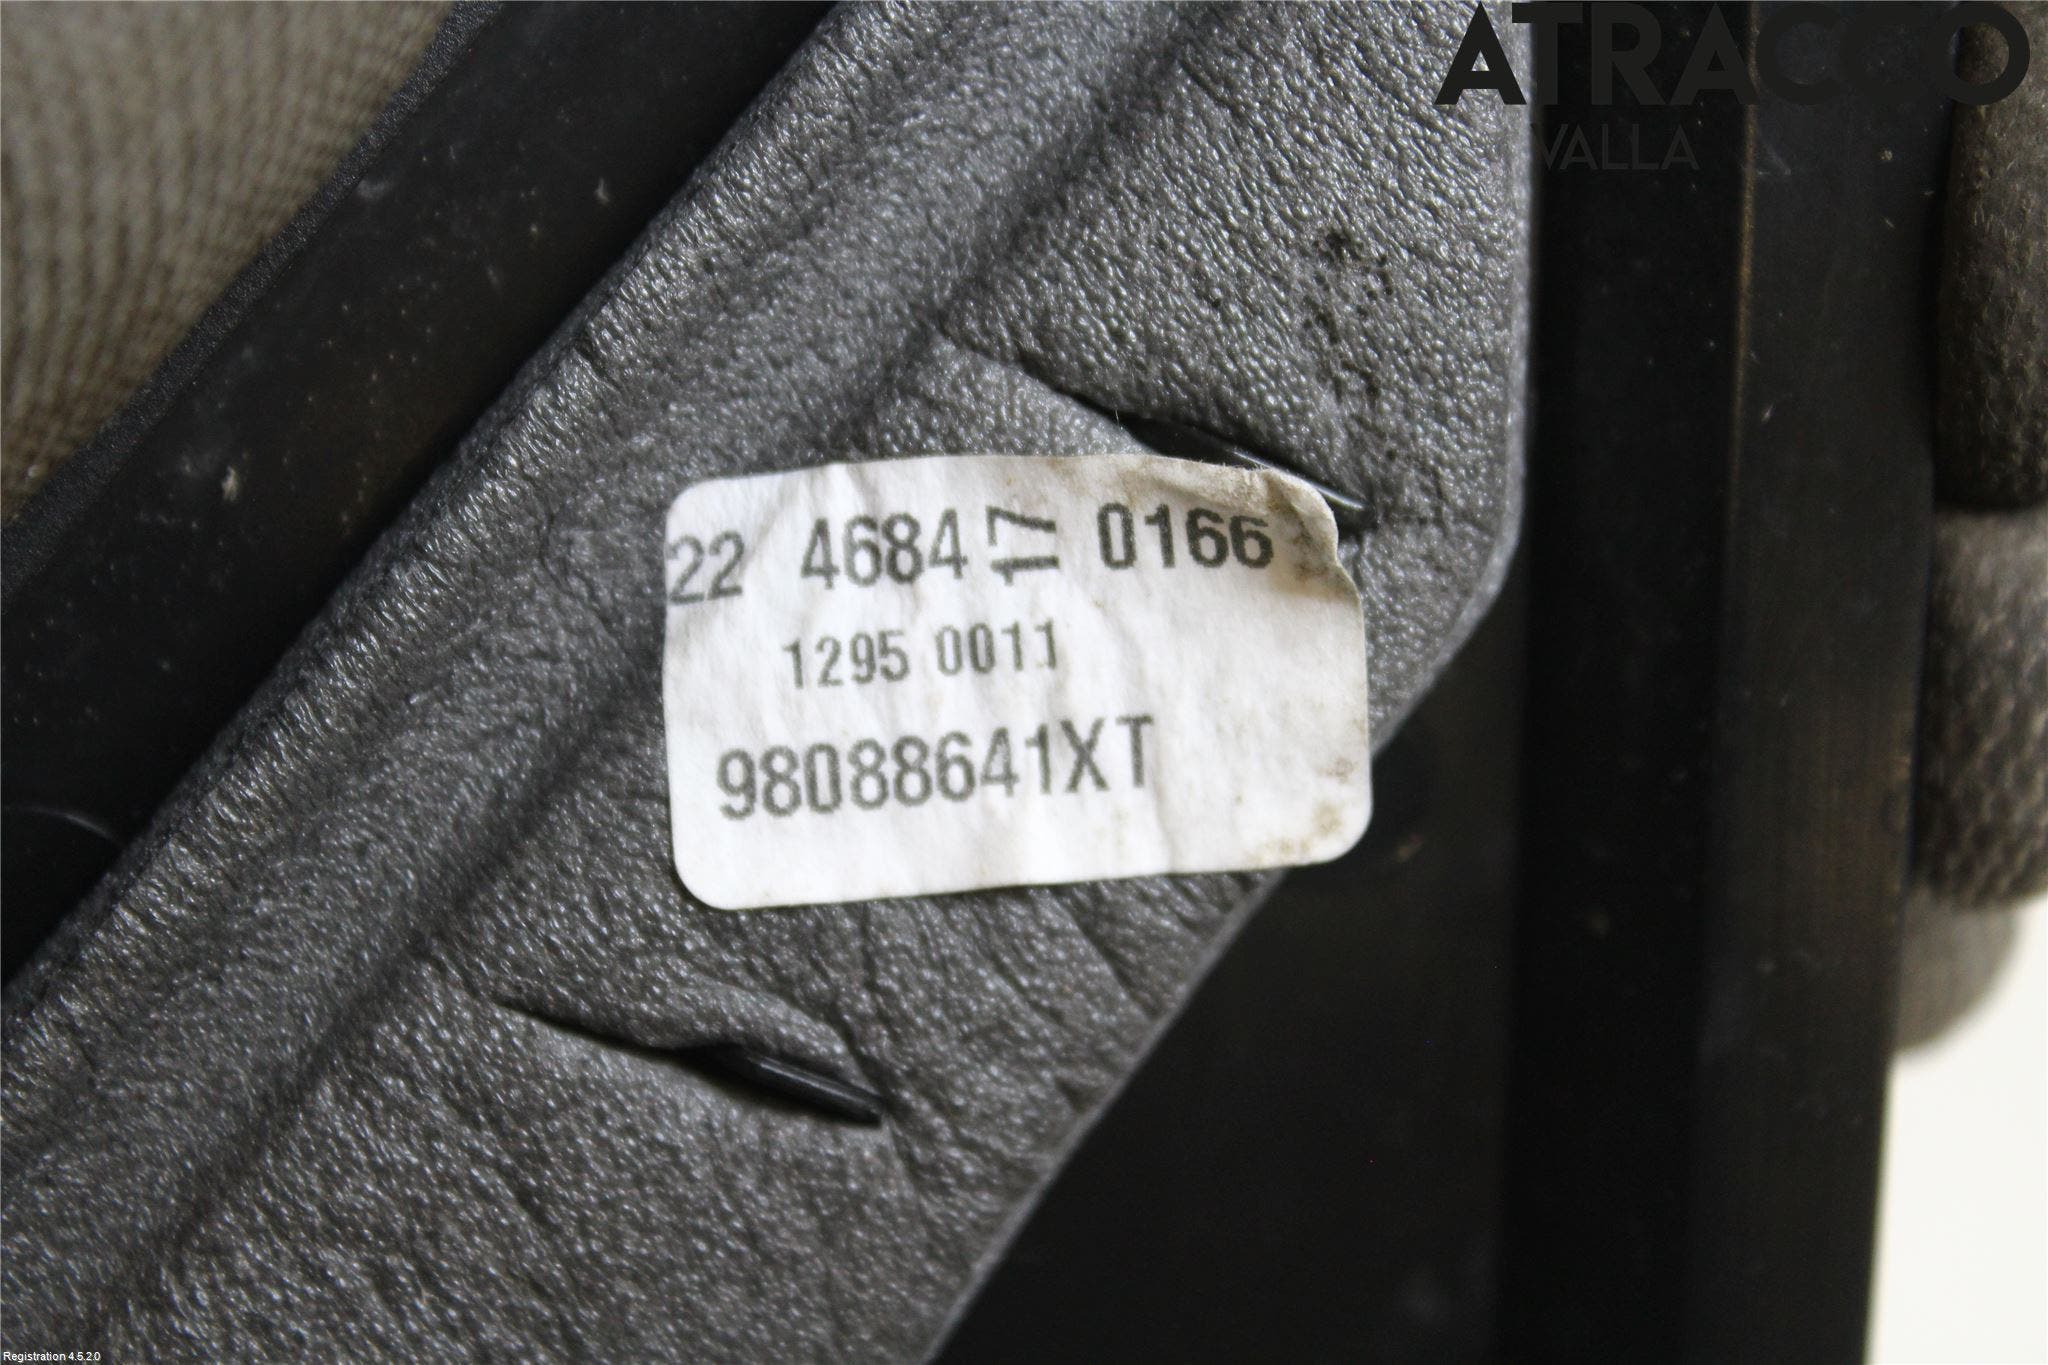 ATRACCO
VALLA
22 4684 17 0166
1295 0011
98088641XT
Registration 4.5.2.0